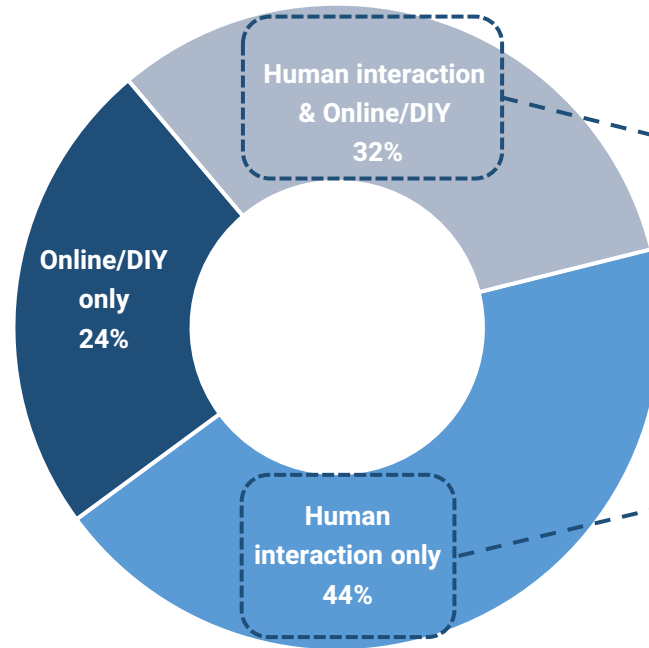 Human interaction
& Online/DIY
32%
Online/DIY
only
24%
Human
interaction only
44%